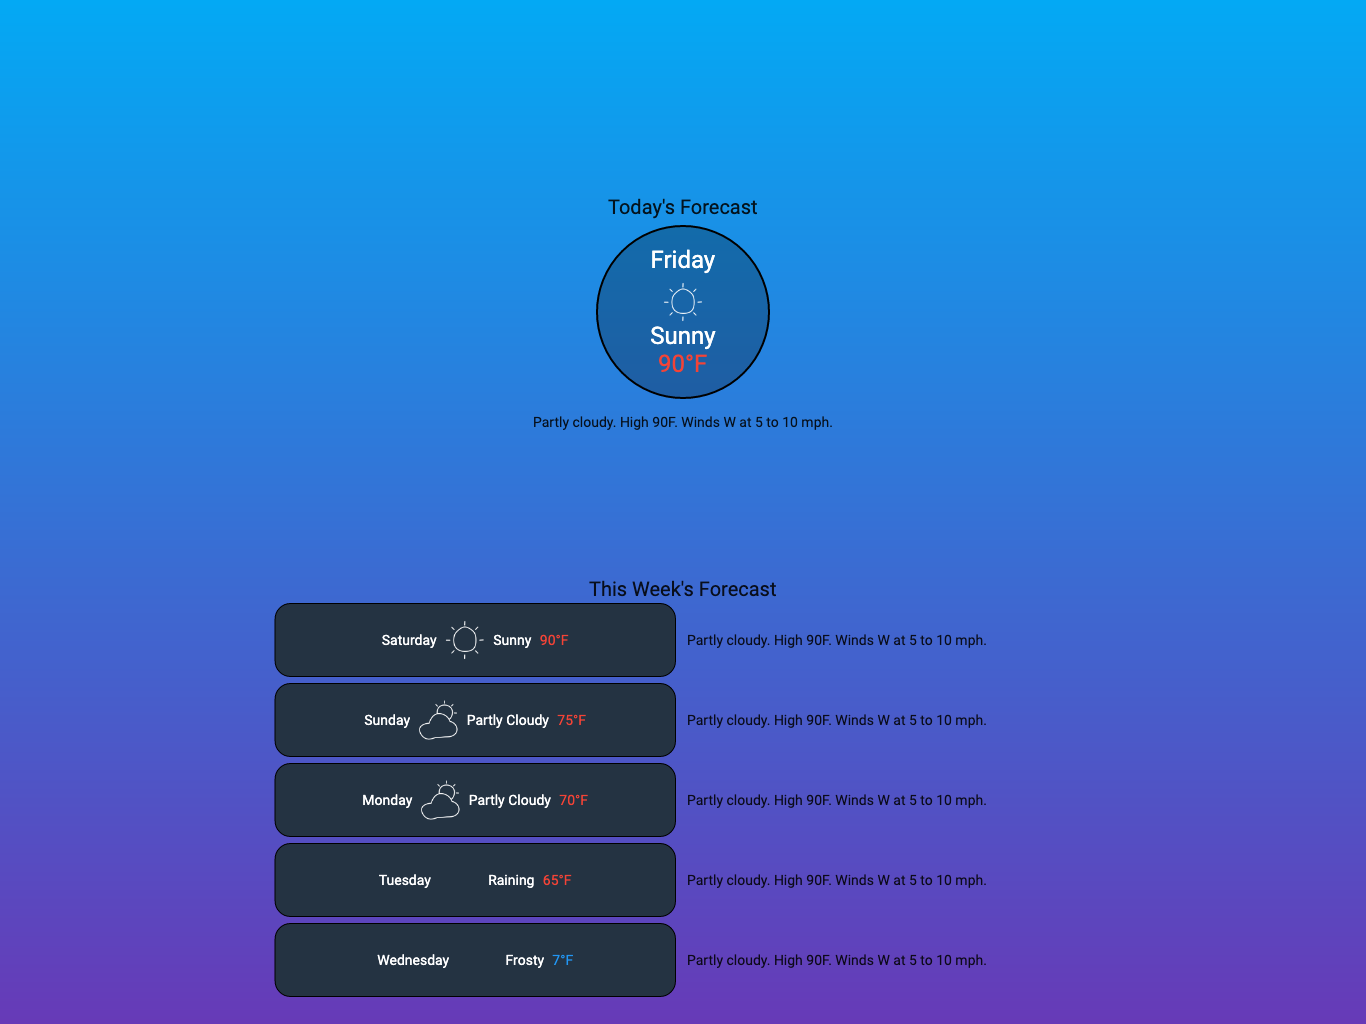 Today's Forecast
Friday
Sunny
90°F
Partly cloudy. High 90F. Winds W at 5 to 10 mph.
This Week's Forecast
Saturday Sunny 90°F Partly cloudy. High 90F. Winds W at 5 to 10 mph.
Sunday Partly Cloudy 75°F Partly cloudy. High 90F. Winds W at 5 to 10 mph.
Monday Partly Cloudy 70°F Partly cloudy. High 90F. Winds W at 5 to 10 mph.
Tuesday Raining 65°F Partly cloudy. High 90F. Winds W at 5 to 10 mph.
Wednesday Frosty 7°F Partly cloudy. High 90F. Winds W at 5 to 10 mph.